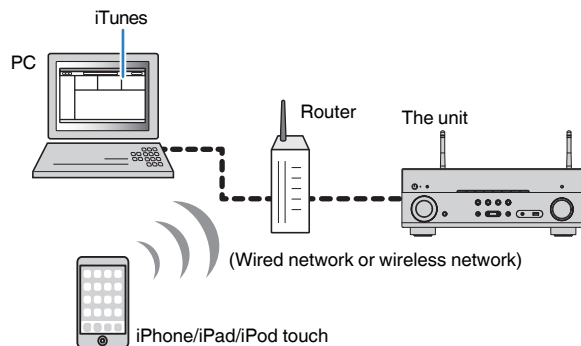 iTunes
PC
Router
The unit
(Wired network or wireless network)
iPhone/iPad/iPod touch